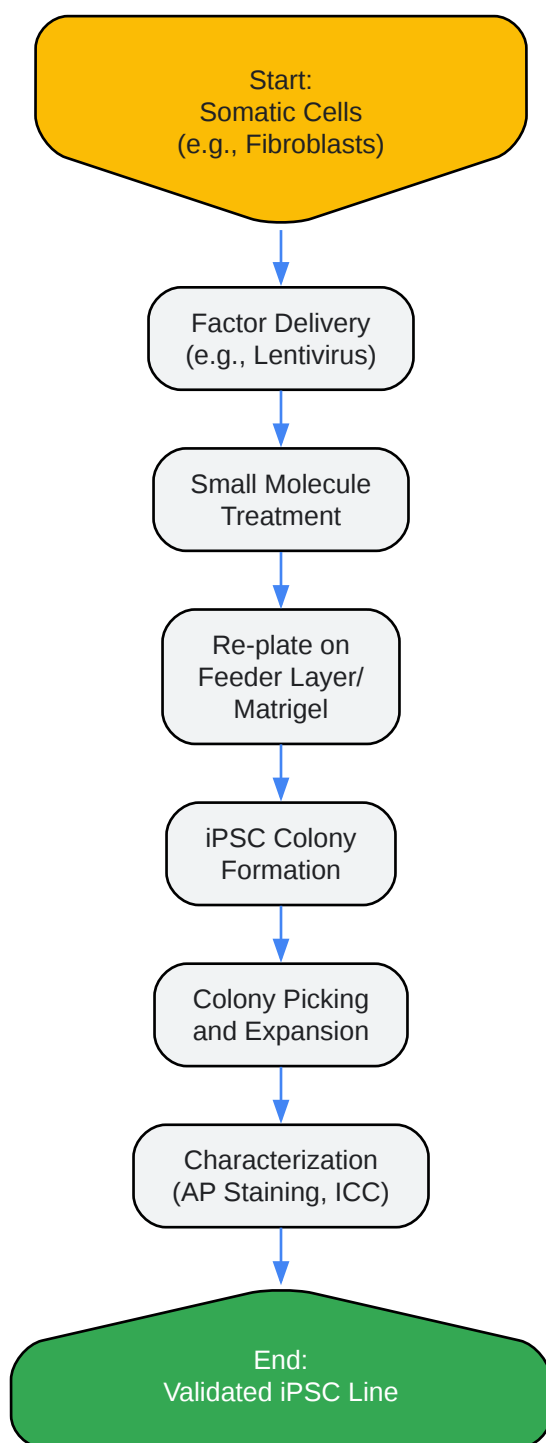 Start:
Somatic Cells
(e.g., Fibroblasts)
Factor Delivery
(e.g., Lentivirus)
Small Molecule
Treatment
Re-plate on
Feeder Layer/
Matrigel
iPSC Colony
Formation
Colony Picking
and Expansion
Characterization
(AP Staining, ICC)
End:
Validated iPSC Line